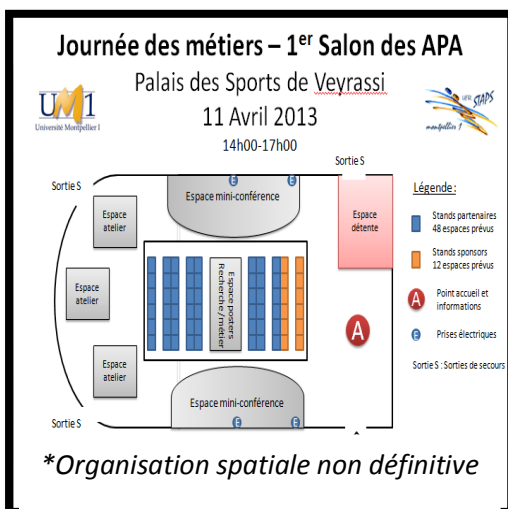 Journée des métiers – 1er Salon des APA
Palais des Sports de Veyrassi
11 Avril 2013
14h00-17h00
UM1
Université Montpellier I
UFR STAPS
montpellier 1
Sortie S
Sortie S
Espace mini-conférence
E
E
Espace atelier
Espace atelier
Espace atelier
Espace posters
Recherche/métier
Espace détente
A
Espace mini-conférence
E
E
Sortie S
Légende :
Stands partenaires
48 espaces prévus
Stands sponsors
12 espaces prévus
A
Point accueil et
informations
E
Prises électriques
Sortie S : Sorties de secours
*Organisation spatiale non définitive